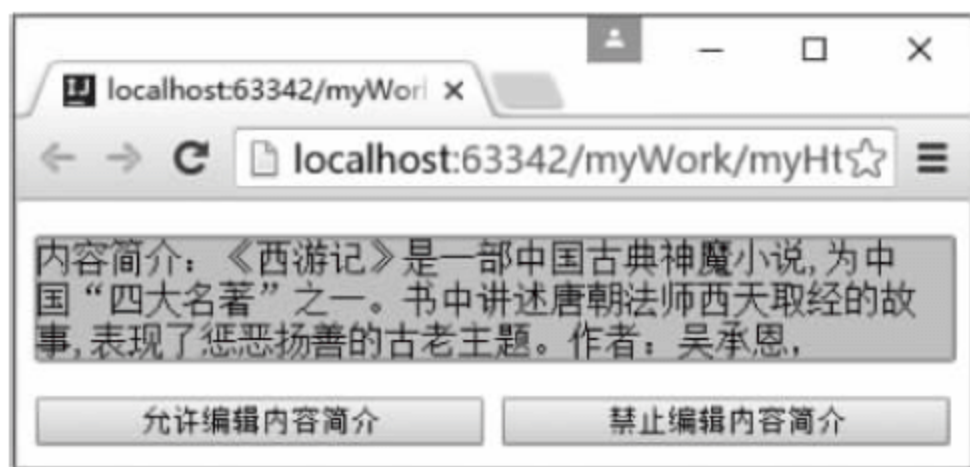 localhost:63342/myWorl
localhost:63342/myWork/myHt
内容简介：《西游记》是一部中国古典神魔小说,为中
国“四大名著”之一。书中讲述唐朝法师西天取经的故
事,表现了惩恶扬善的古老主题。作者：吴承恩，
允许编辑内容简介
禁止编辑内容简介